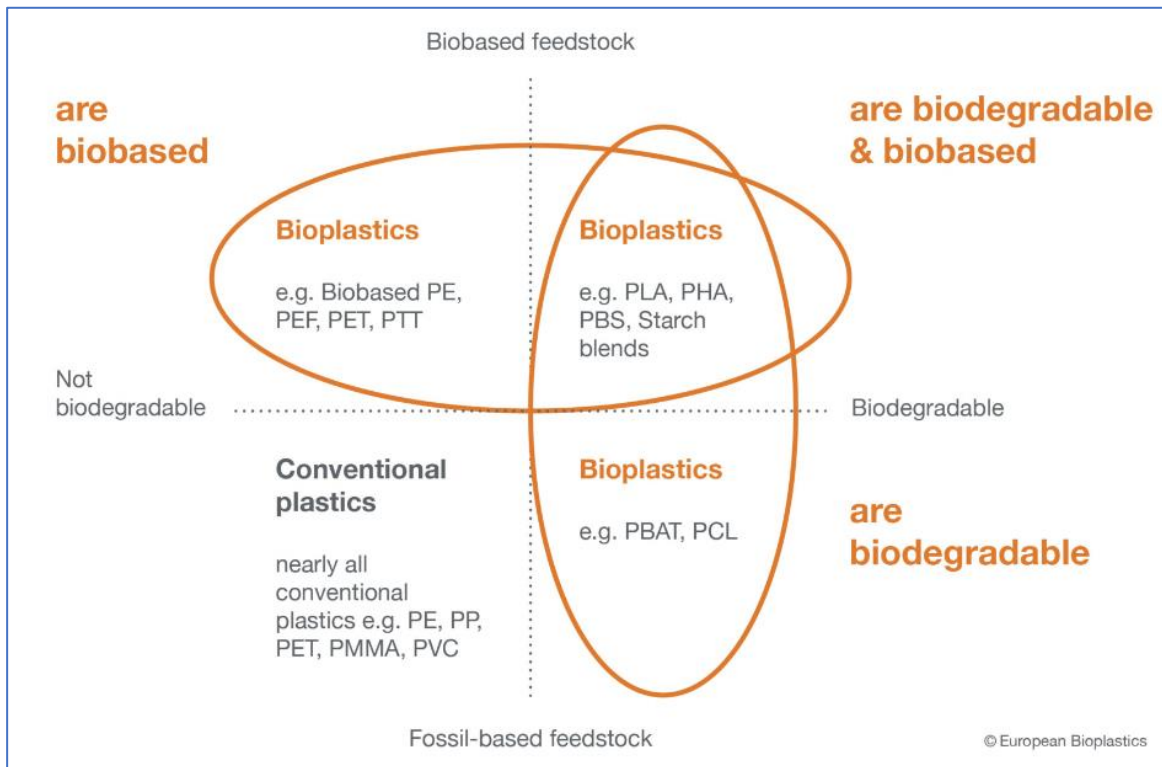 Biobased feedstock
are
biobased
are biodegradable
& biobased
Bioplastics
e.g. Biobased PE,
PEF, PET, PTT
Bioplastics
e.g. PLA, PHA,
PBS, Starch
blends
Not
biodegradable
Biodegradable
Conventional
plastics
nearly all
conventional
plastics e.g. PE, PP,
PET, PMMA, PVC
Bioplastics
e.g. PBAT, PCL
are
biodegradable
Fossil-based feedstock
© European Bioplastics